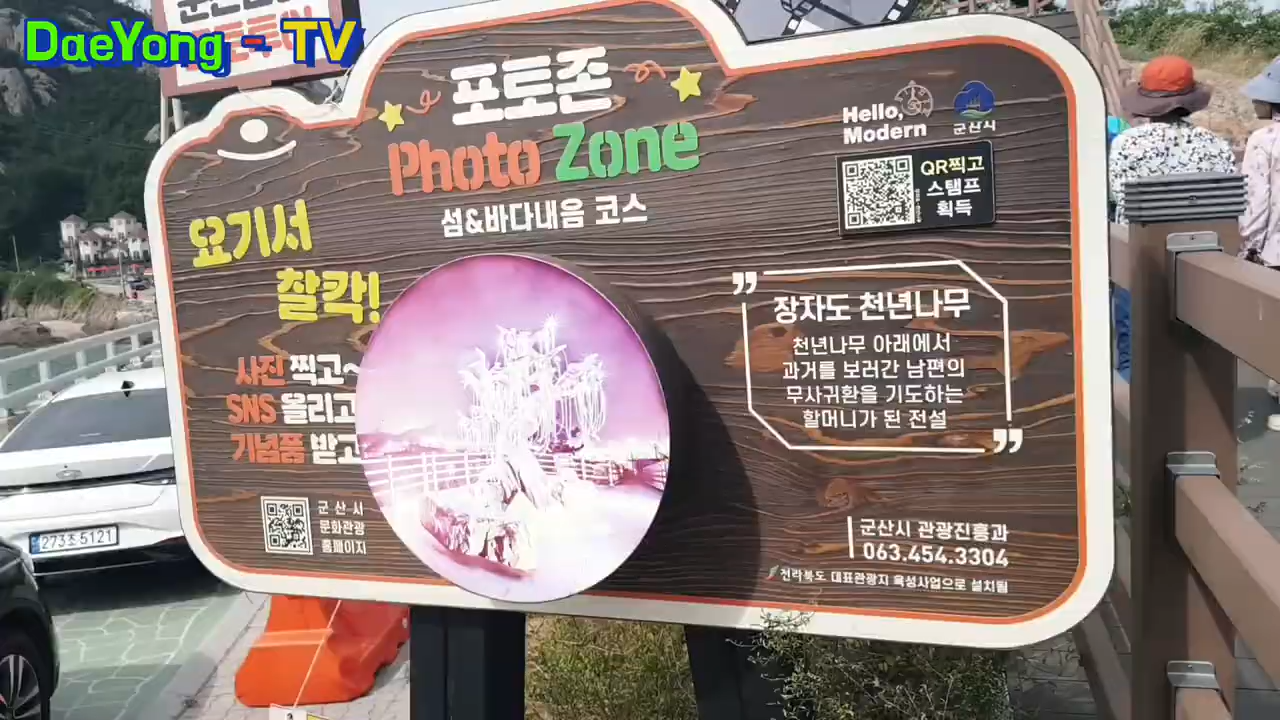 DaeYong - TV
포토존
Photo Zone
섬&바다내음 코스
Hello,
Modern
군산시
QR찍고
스탬프
획득
요기서
찰칵!
사진 찍고~
SNS 올리고
기념품 받고
장자도 천년나무
천년나무 아래에서
과거를 보러간 남편의
무사귀환을 기도하는
할머니가 된 전설
군산시
문화관광
홈페이지
군산시 관광진흥과
063.454.3304
전라북도 대표관광지 육성사업으로 설치됨
273조 5121